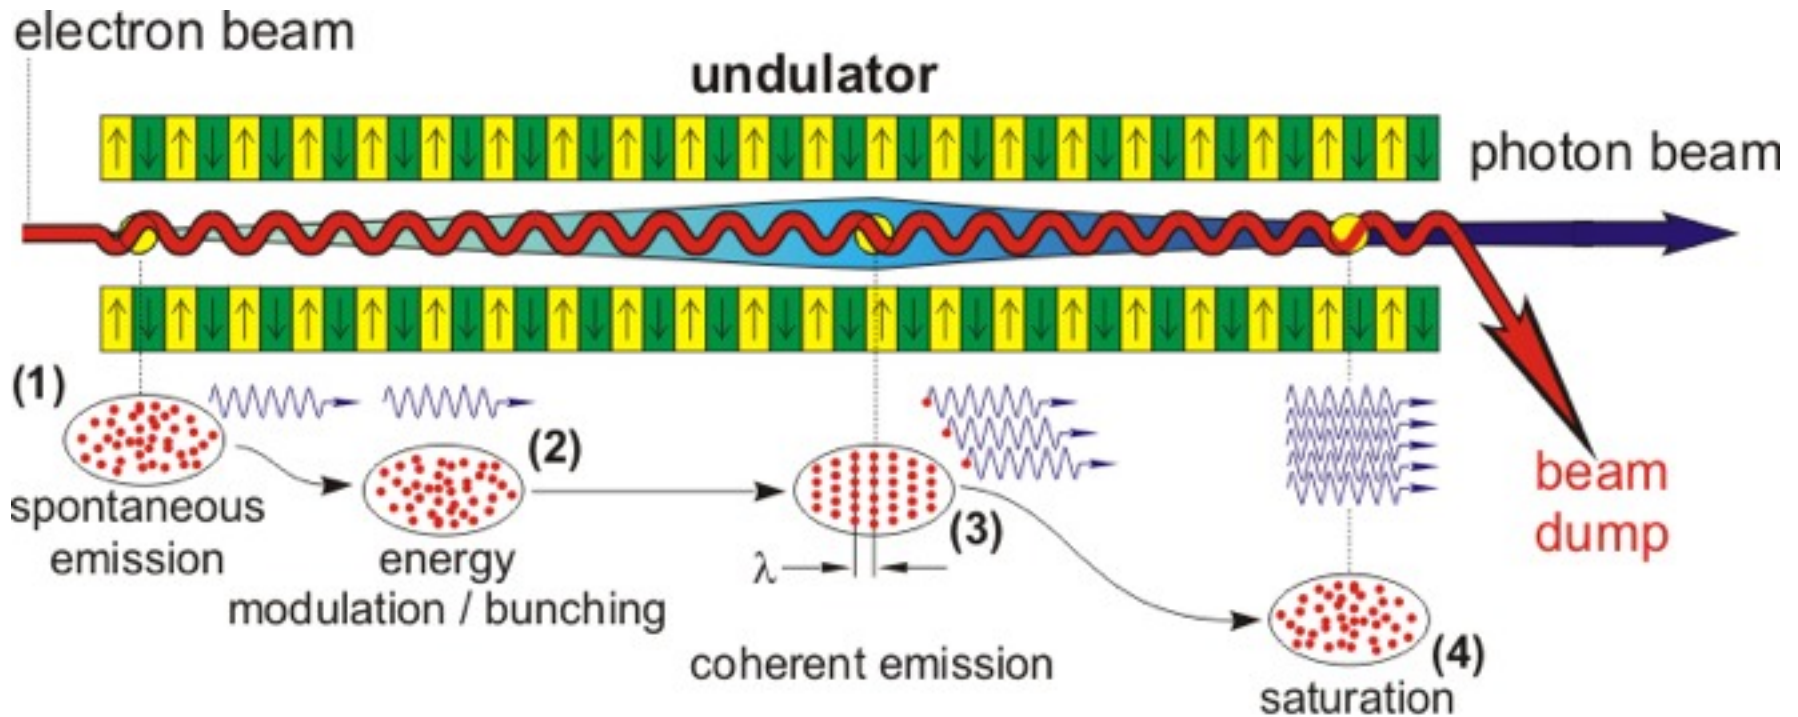 electron beam
undulator
photon beam
(1)
spontaneous
emission
(2)
energy
modulation / bunching
λ
(3)
coherent emission
(4)
saturation
beam
dump